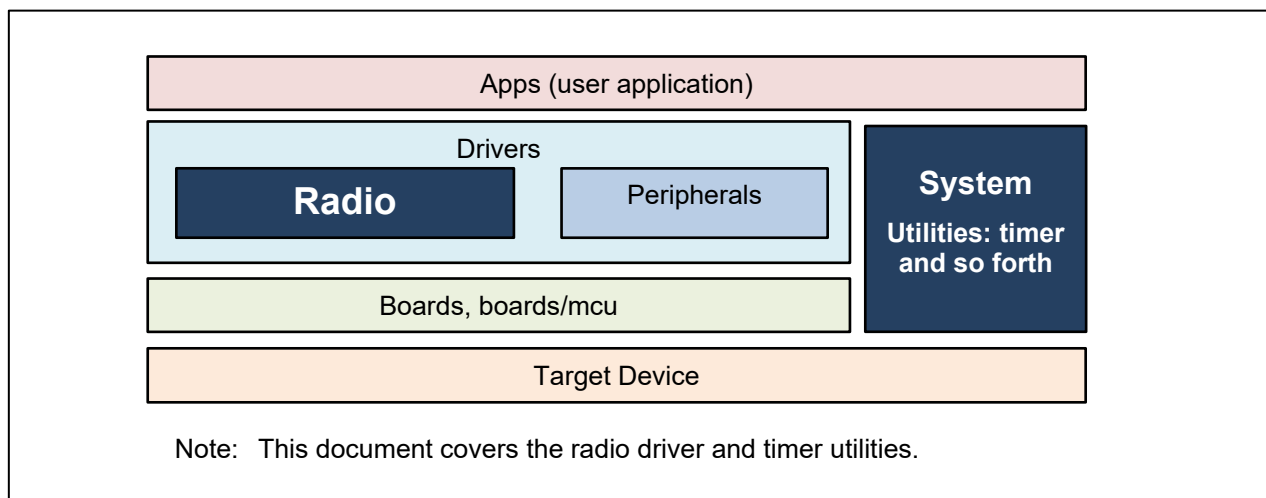 Apps (user application)
Drivers
Radio
Peripherals
System
Utilities: timer
and so forth
Boards, boards/mcu
Target Device
Note: This document covers the radio driver and timer utilities.